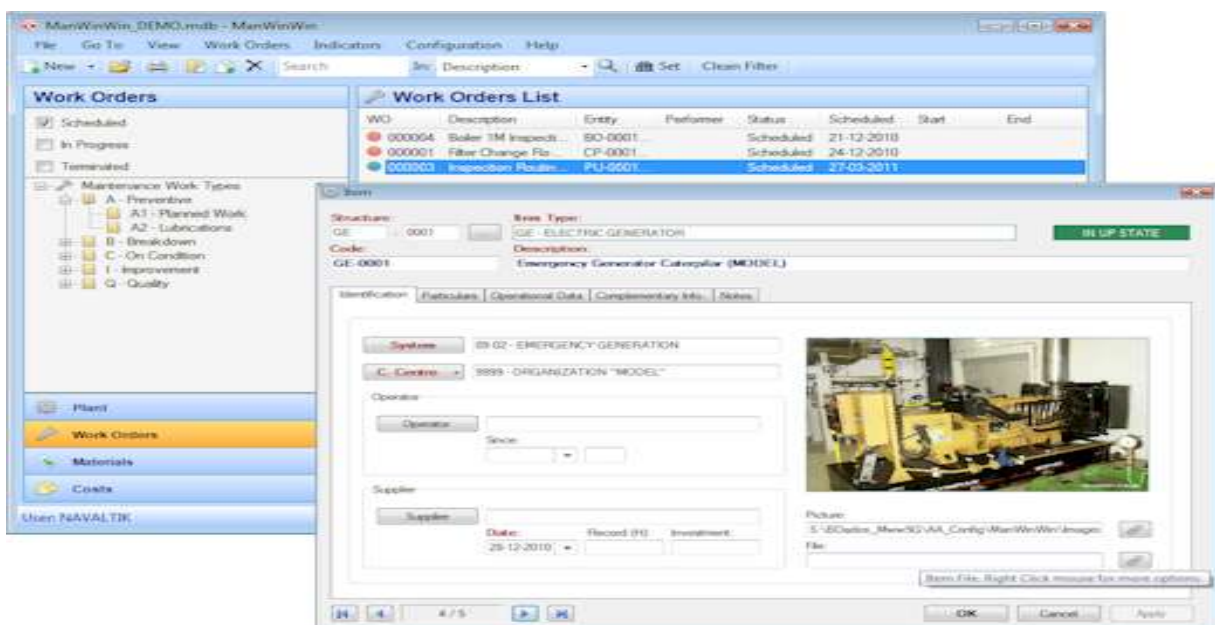 ManWinWin_DEMO.mdb - ManWinWin
File Go To View Work Orders Indicators Configuration Help
New Search In: Description Set Clean Filter
Work Orders
Work Orders List
Scheduled
In Progress
Terminated
WO Description Entity Performer Status Scheduled Start End
000004 Boiler 1M Inspecti... BO-0001... Scheduled 21-12-2010
000001 Filter Change Flo... CP-0001... Scheduled 24-12-2010
000003 Inspection Routin... PU-0001... Scheduled 27-03-2011
Maintenance Work Types
A - Preventive
A1 - Planned Work
A2 - Lubrications
B - Breakdown
C - On Condition
I - Improvement
Q - Quality
Plant
Work Orders
Materials
Costs
User: NAVALTIK
Item
Structure: Item Type:
GE - 0001 ... GE - ELECTRIC GENERATOR IN UP STATE
Code: Description:
GE-0001 Emergency Generator Caterpilar (MODEL)
Identification Particulars Operational Data Complementary Info. Notes
System 09.02 - EMERGENCY GENERATION
C. Centre 9999 - ORGANIZATION "MODEL"
Operator
Operator
Since:
Supplier
Supplier
Date: Record (H): Investment:
28-12-2010
Picture:
File:
Item File. Right Click mouse for more options.
4 / 5 OK Cancel Apply